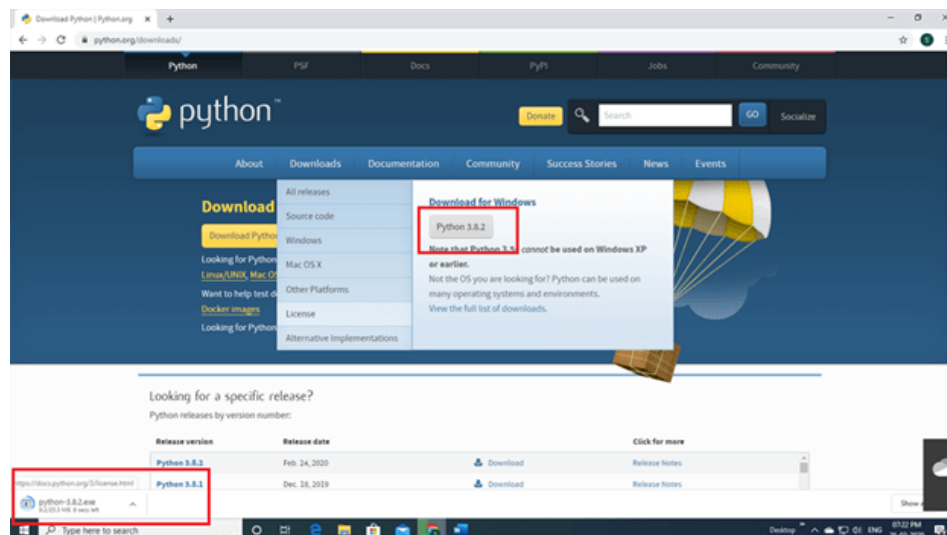 Download Python | Python.org
python.org/downloads/
Python
PSF
Docs
PyPI
Jobs
Community
python™
Donate
Search
GO
Socialize
About
Downloads
Documentation
Community
Success Stories
News
Events
Download
Download Pytho
Looking for Python
Linux/UNIX, Mac OS
Want to help test d
Docker images
Looking for Python
All releases
Source code
Windows
Mac OS X
Other Platforms
License
Alternative Implementations
Download for Windows
Python 3.8.2
Note that Python 3.5+ cannot be used on Windows XP
or earlier.
Not the OS you are looking for? Python can be used on
many operating systems and environments.
View the full list of downloads.
Looking for a specific release?
Python releases by version number:
Release version
Release date
Click for more
Python 3.8.2
Feb. 24, 2020
Download
Release Notes
Python 3.8.1
Dec. 18, 2019
Download
Release Notes
https://docs.python.org/3/license.html
python-3.8.2.exe
Show a
Type here to search
Desktop
ENG
07:22 PM